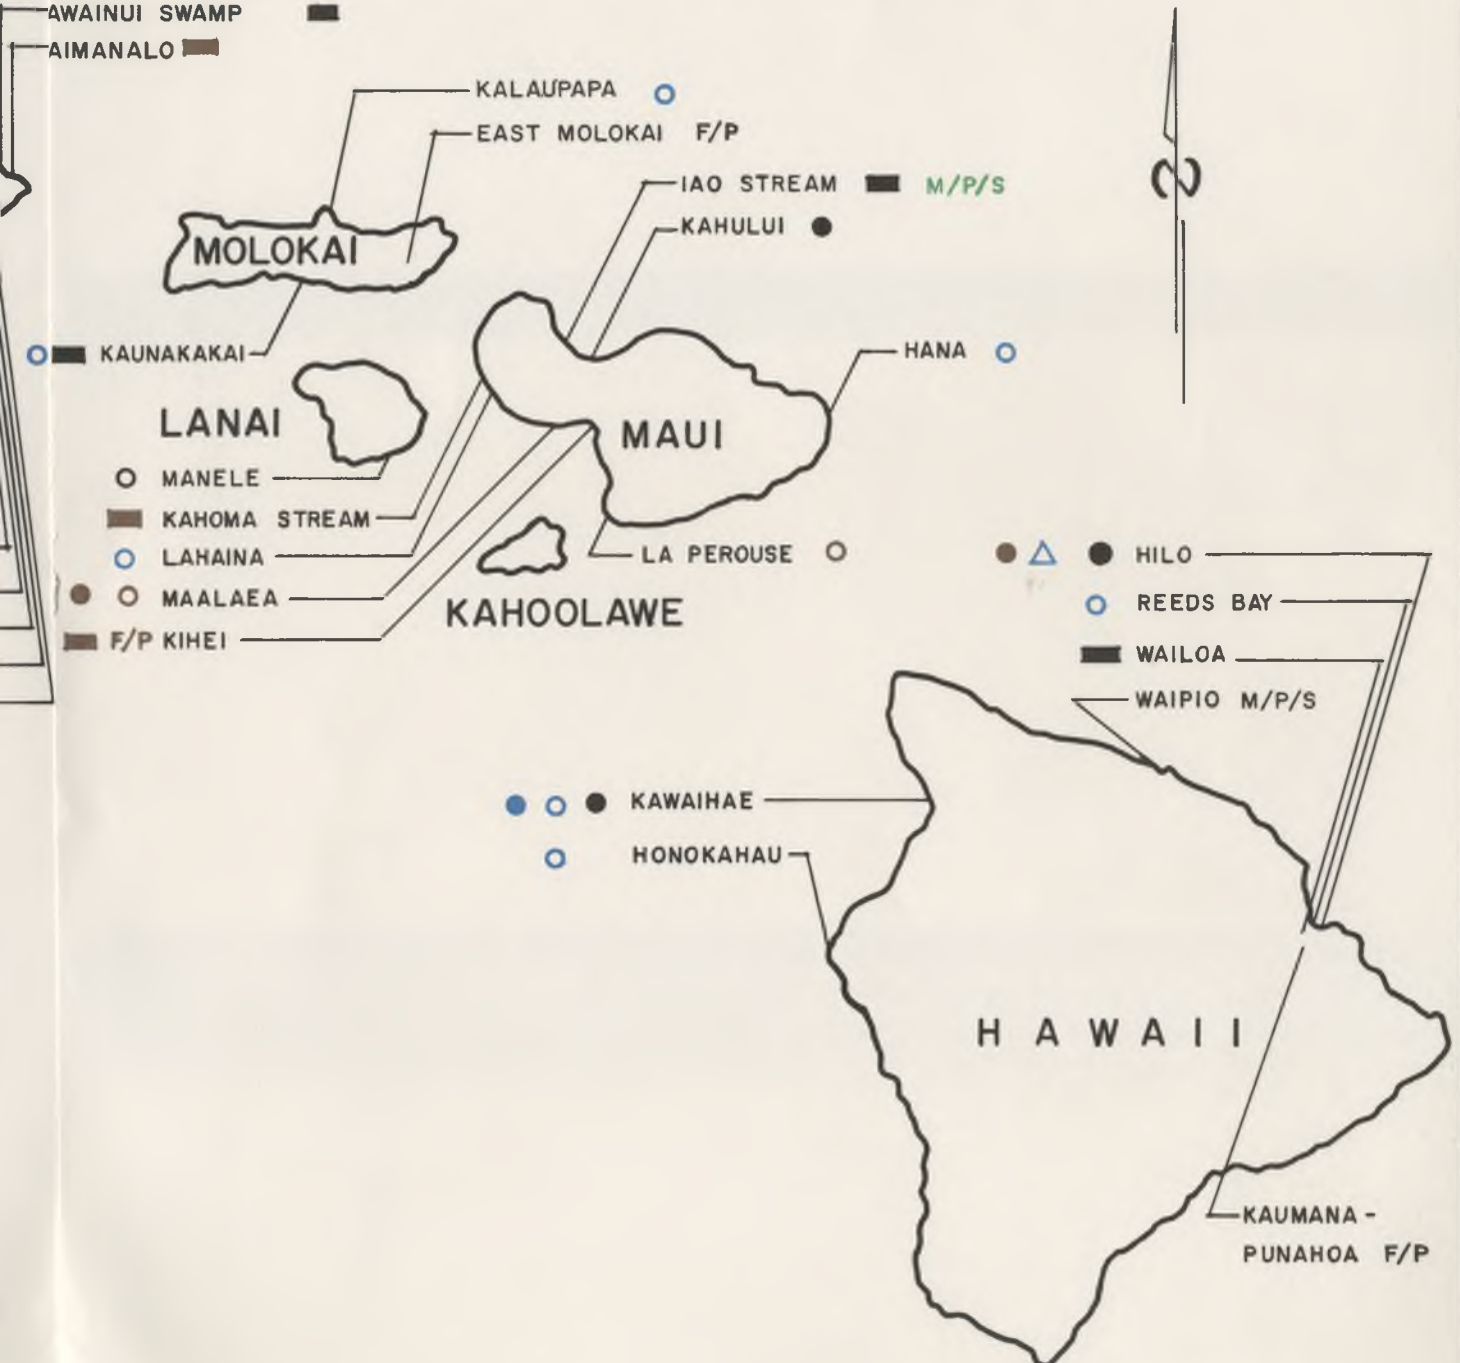 AWAINUI SWAMP
AIMANALO
KALAUPAPA
EAST MOLOKAI F/P
IAO STREAM M/P/S
KAHULUI
MOLOKAI
KAUNAKAKAI
HANA
LANAI
MAUI
MANELE
KAHOMA STREAM
LAHAINA
LA PEROUSE
MAALAEA
KAHOOLAWE
F/P KIHEI
HILO
REEDS BAY
WAILOA
WAIPIO M/P/S
KAWAIHAE
HONOKAHAU
HAWAII
KAUMANA-
PUNAHOA F/P
N